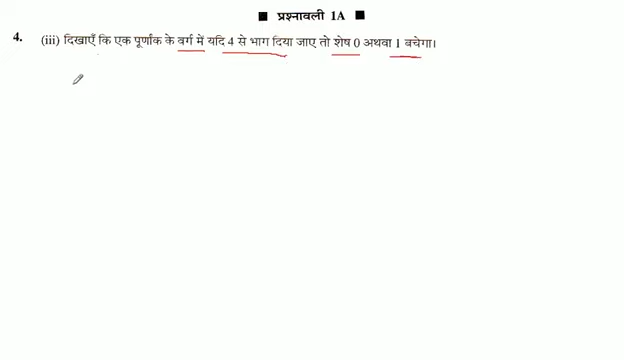 ■ प्रश्नावली 1A ■
4. (iii) दिखाएँ कि एक पूर्णांक के वर्ग में यदि 4 से भाग दिया जाए तो शेष 0 अथवा 1 बचेगा।